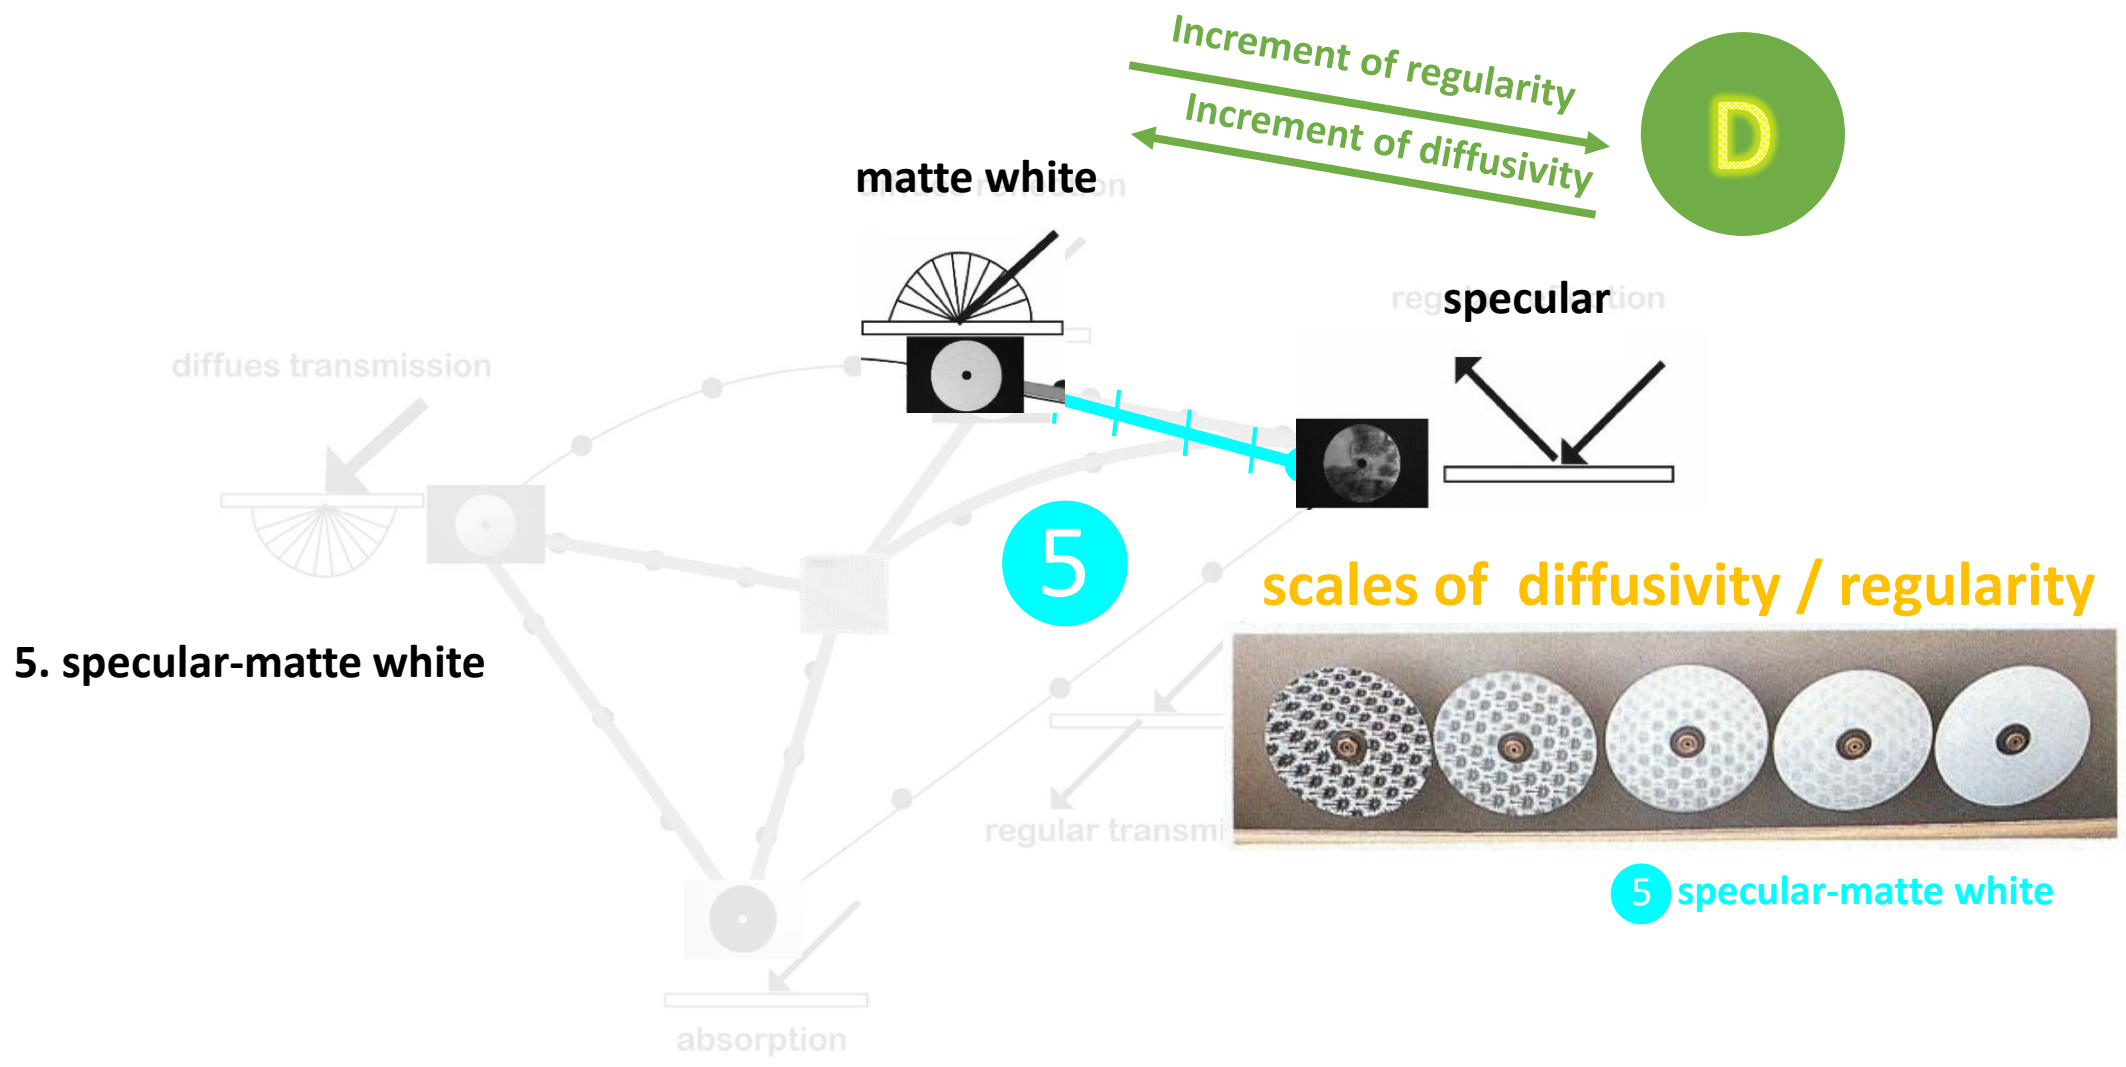 Increment of regularity
Increment of diffusivity
D
matte white
specular
diffues transmission
5
scales of diffusivity / regularity
5. specular-matte white
regular transmi
5 specular-matte white
absorption